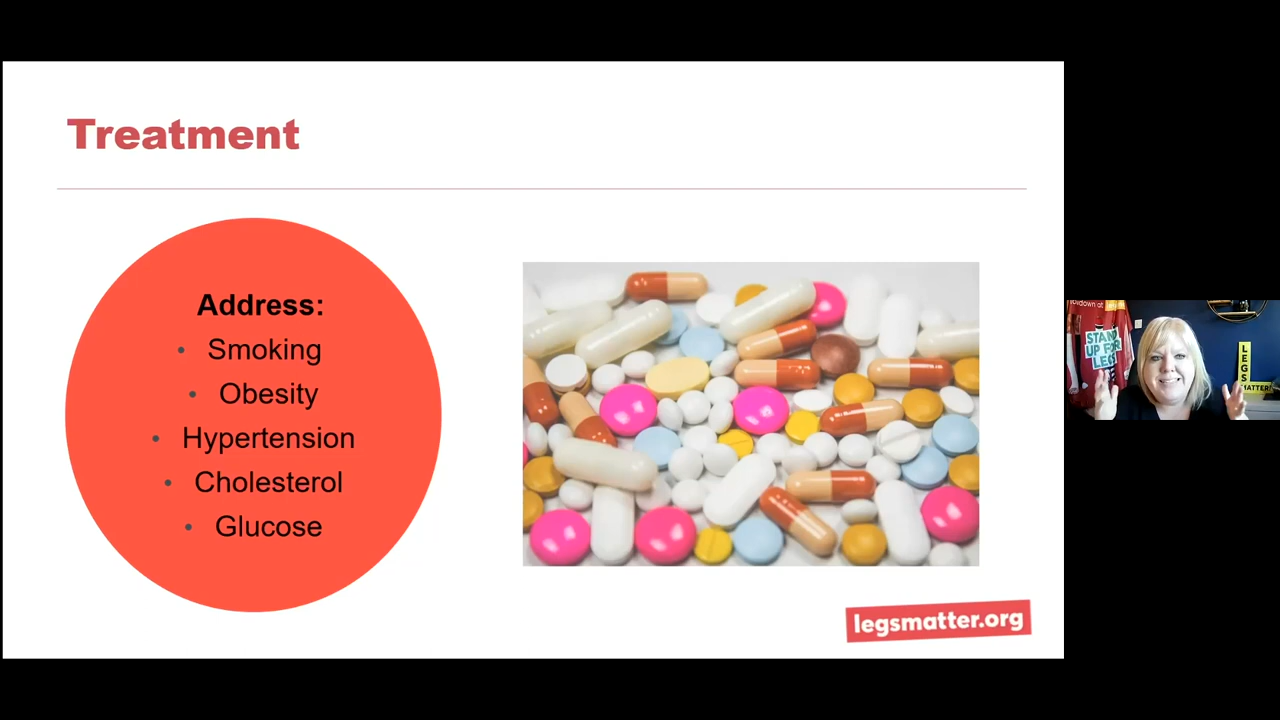 Treatment
Address:
• Smoking
• Obesity
• Hypertension
• Cholesterol
• Glucose
legsmatter.org
STAND
UP FOR
LEGS
LEGS
MATTER!